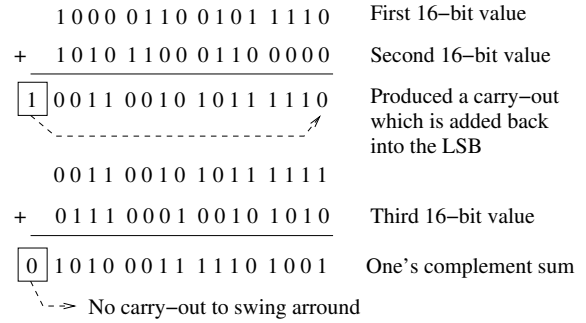 1000 0110 0101 1110 First 16−bit value
+ 1010 1100 0110 0000 Second 16−bit value
1 0011 0010 1011 1110 Produced a carry−out
which is added back
into the LSB
0011 0010 1011 1111
+ 0111 0001 0010 1010 Third 16−bit value
0 1010 0011 1110 1001 One's complement sum
No carry−out to swing arround